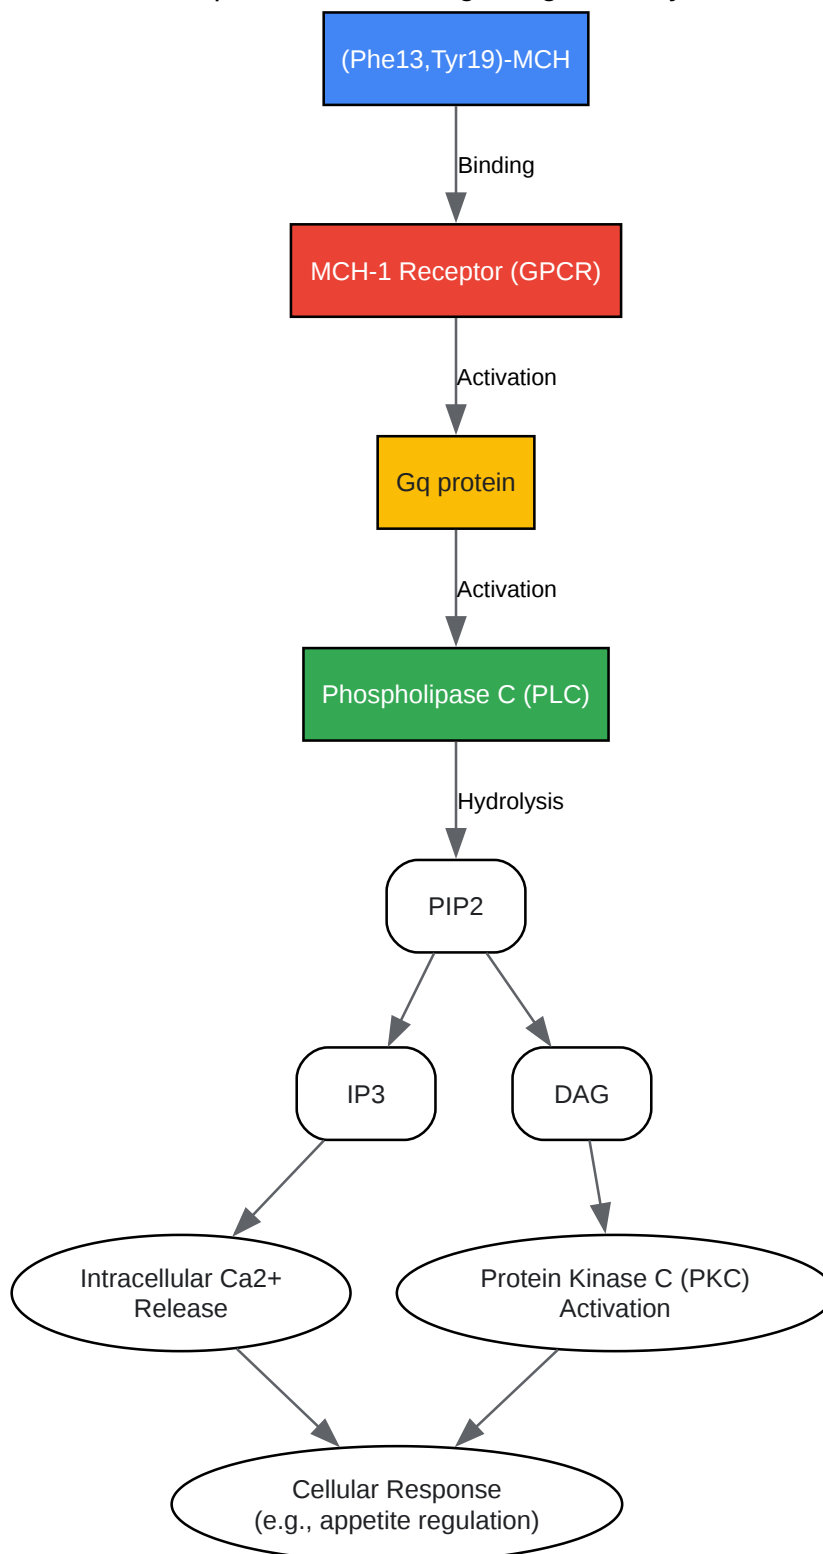 (Phe13,Tyr19)-MCH
Binding
MCH-1 Receptor (GPCR)
Activation
Gq protein
Activation
Phospholipase C (PLC)
Hydrolysis
PIP2
IP3
DAG
Intracellular Ca2+
Release
Protein Kinase C (PKC)
Activation
Cellular Response
(e.g., appetite regulation)